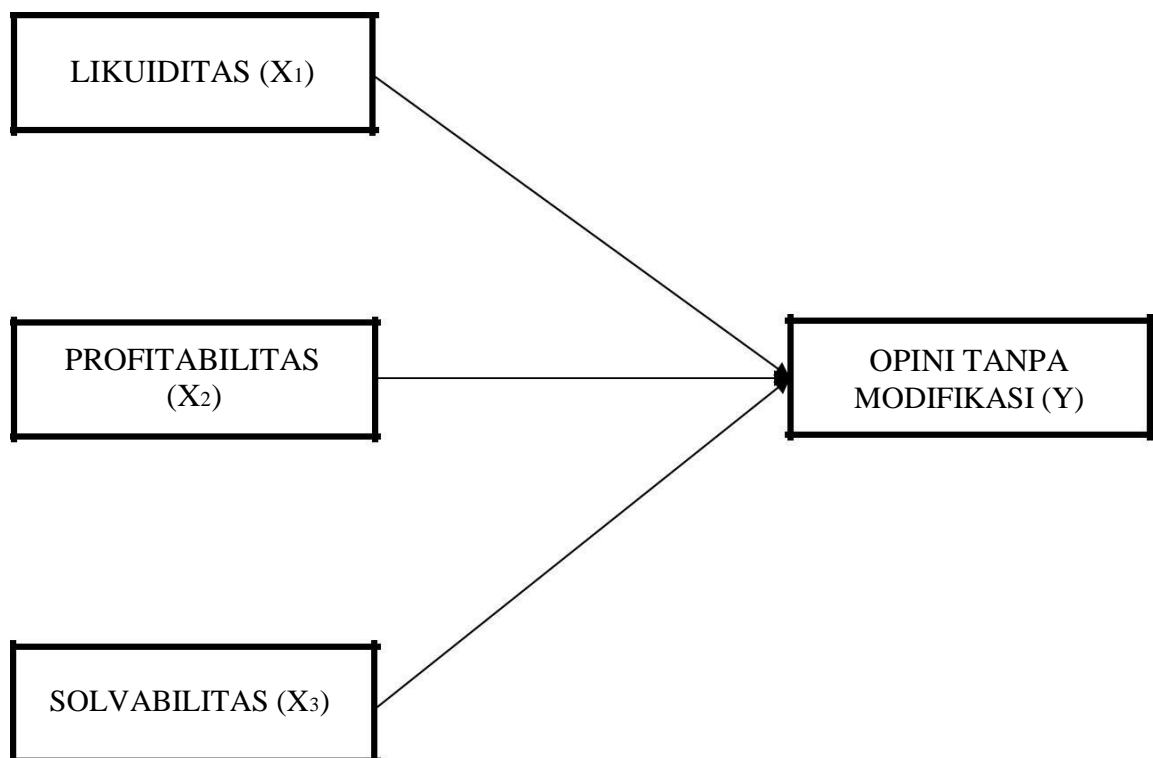 LIKUIDITAS (X1)
PROFITABILITAS
(X2)
OPINI TANPA
MODIFIKASI (Y)
SOLVABILITAS (X3)